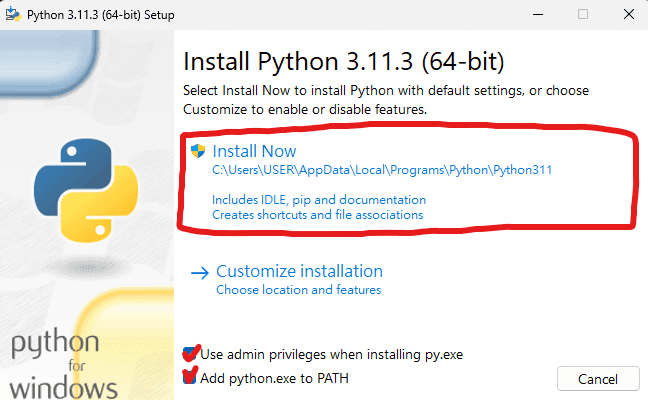 Python 3.11.3 (64-bit) Setup
Install Python 3.11.3 (64-bit)
Select Install Now to install Python with default settings, or choose
Customize to enable or disable features.
Install Now
C:\Users\USER\AppData\Local\Programs\Python\Python311
Includes IDLE, pip and documentation
Creates shortcuts and file associations
Customize installation
Choose location and features
Use admin privileges when installing py.exe
Add python.exe to PATH
Cancel
python
for
windows